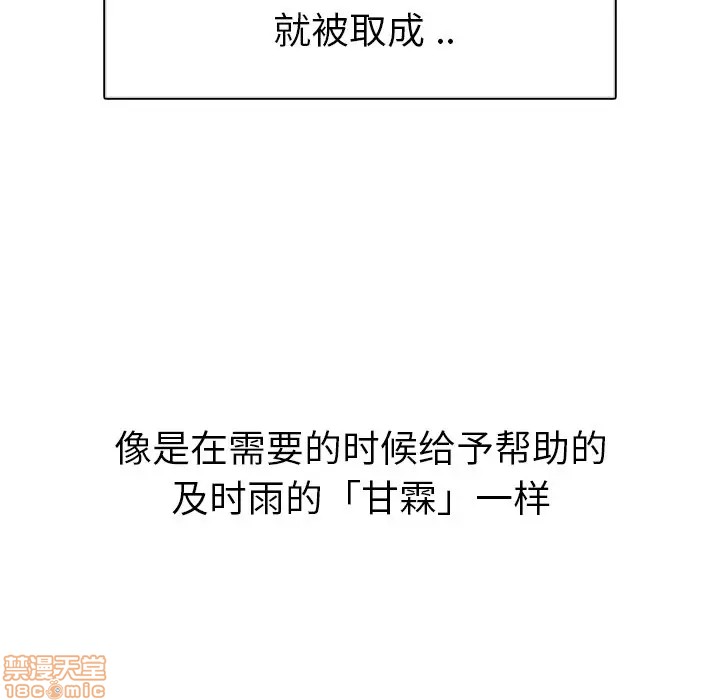 就被取成 ..
像是在需要的时候给予帮助的
及时雨的「甘霖」一样
禁漫天堂
18comic